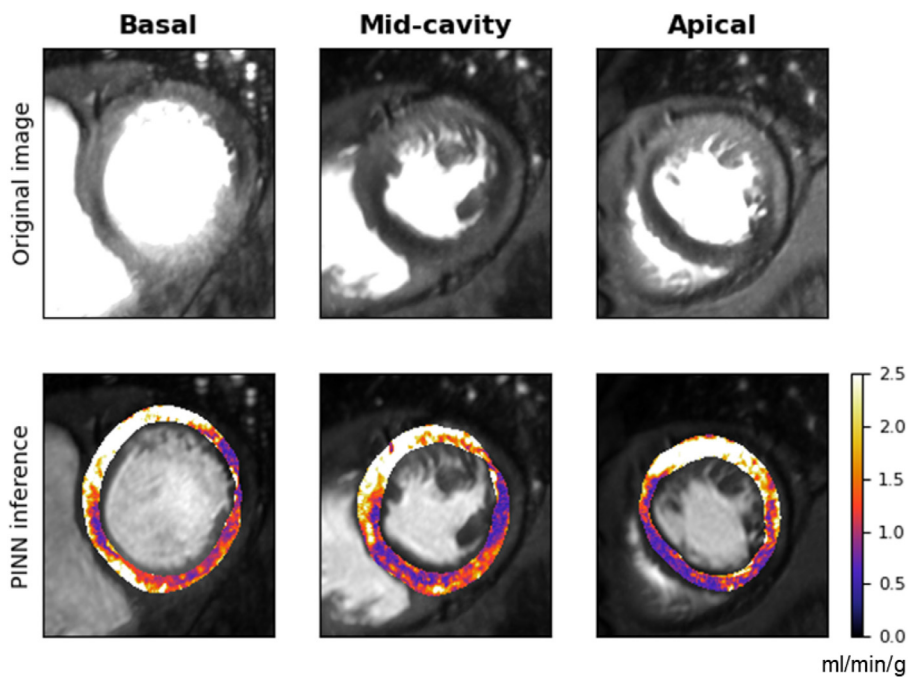 Basal
Mid-cavity
Apical
Original image
PINN inference
2.5
2.0
1.5
1.0
0.5
0.0
ml/min/g